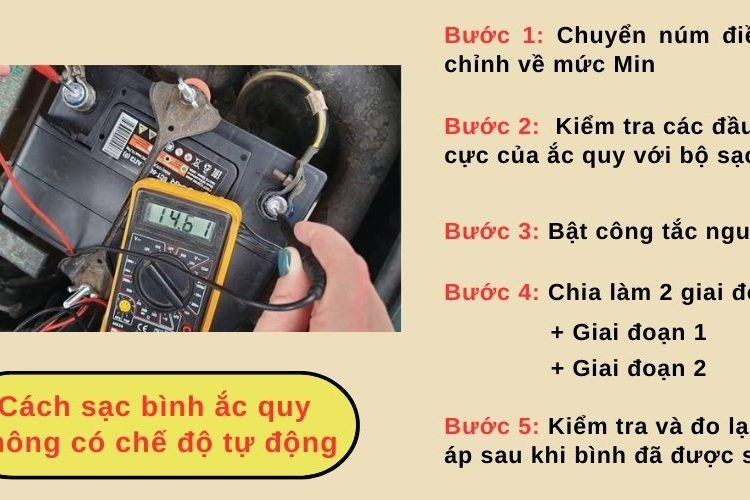 Bước 1: Chuyển núm điề
chỉnh về mức Min
Bước 2: Kiểm tra các đầu
cực của ắc quy với bộ sạc
Bước 3: Bật công tắc ngu
Bước 4: Chia làm 2 giai đo
+ Giai đoạn 1
+ Giai đoạn 2
Bước 5: Kiểm tra và đo lạ
áp sau khi bình đã được s
14.61
Cách sạc bình ắc quy
hông có chế độ tự động